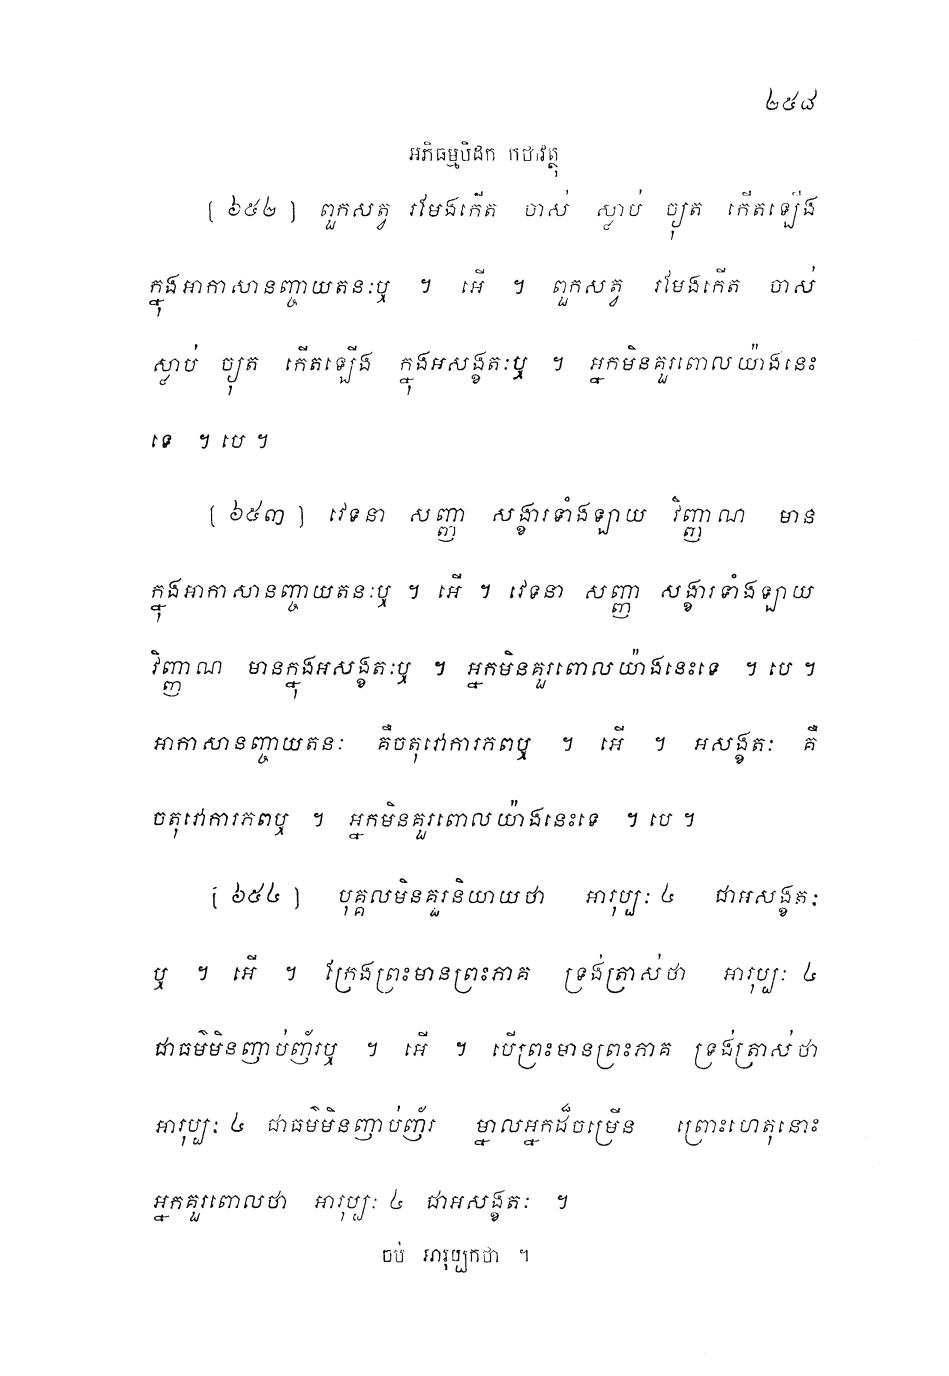 ២៥៨
អភិធម្មបិដក កថាវត្ថុ
[ ៦៥២ ] ពួកសត្វ រមែងកើត ចាស់ ស្លាប់ ច្យុត កើតឡើង
ក្នុងអាកាសានញ្ចាយតនៈឬ ។ អើ ។ ពួកសត្វ រមែងកើត ចាស់
ស្លាប់ ច្យុត កើតឡើង ក្នុងអសង្ខតៈឬ ។ អ្នកមិនគួរពោលយ៉ាងនេះ
ទេ ។ បេ ។
[ ៦៥៣ ] វេទនា សញ្ញា សង្ខារទាំងឡាយ វិញ្ញាណ មាន
ក្នុងអាកាសានញ្ចាយតនៈឬ ។ អើ ។ វេទនា សញ្ញា សង្ខារទាំងឡាយ
វិញ្ញាណ មានក្នុងអសង្ខតៈឬ ។ អ្នកមិនគួរពោលយ៉ាងនេះទេ ។ បេ ។
អាកាសានញ្ចាយតនៈ គឺចតុវោការភពឬ ។ អើ ។ អសង្ខតៈ គឺ
ចតុវោការភពឬ ។ អ្នកមិនគួរពោលយ៉ាងនេះទេ ។ បេ ។
[ ៦៥៤ ] បុគ្គលមិនគួរនិយាយថា អារុប្បៈ ៤ ជាអសង្ខតៈ
ឬ ។ អើ ។ ក្រែងព្រះមានព្រះភាគ ទ្រង់ត្រាស់ថា អារុប្បៈ ៤
ជាធម៌មិនញាប់ញ័រឬ ។ អើ ។ បើព្រះមានព្រះភាគ ទ្រង់ត្រាស់ថា
អារុប្បៈ ៤ ជាធម៌មិនញាប់ញ័រ ម្នាលអ្នកដ៏ចម្រើន ព្រោះហេតុនោះ
អ្នកគួរពោលថា អារុប្បៈ ៤ ជាអសង្ខតៈ ។
ចប់ អារុប្បកថា ។